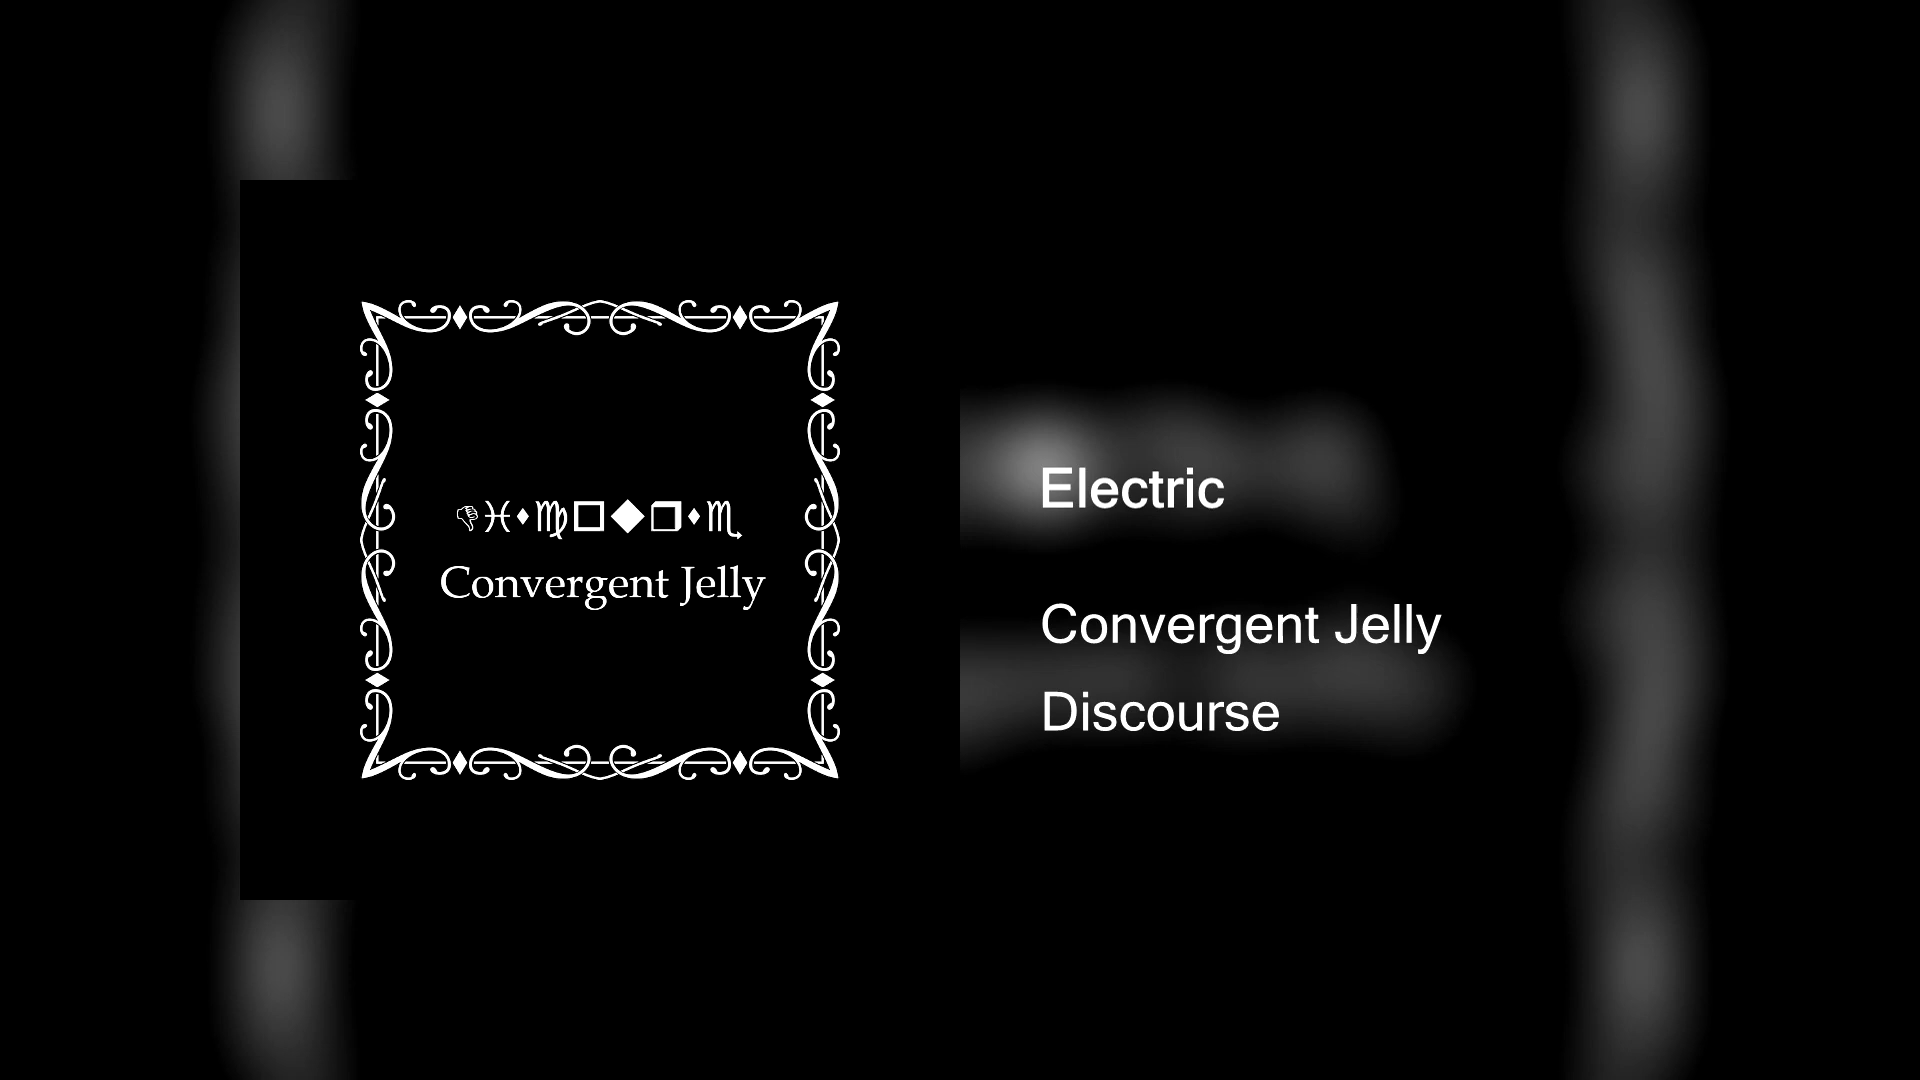 👎︎♓︎⬧︎♍︎□︎◆︎❒︎⬧︎♏︎
Convergent Jelly
Electric
Convergent Jelly
Discourse